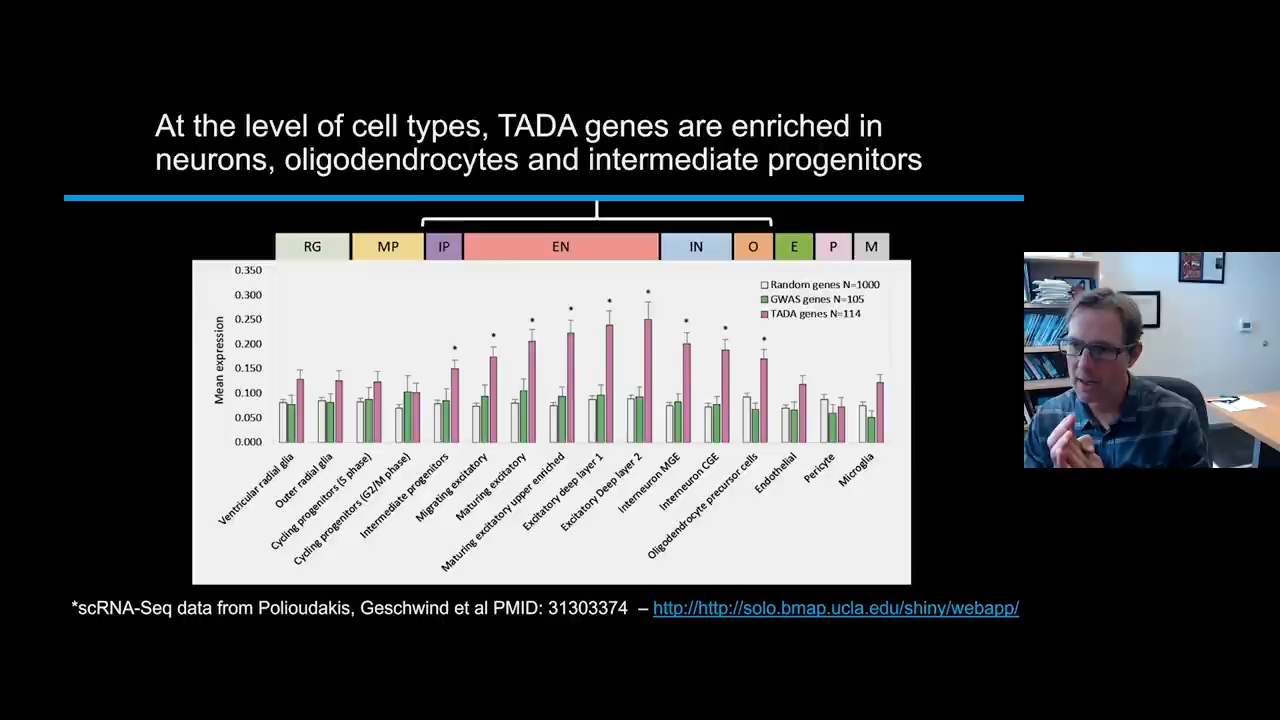 At the level of cell types, TADA genes are enriched in
neurons, oligodendrocytes and intermediate progenitors
RG MP IP EN IN O E P M
0.350
0.300
0.250
0.200
0.150
0.100
0.050
0.000
Mean expression
Random genes N=1000
GWAS genes N=105
TADA genes N=114
* * * * * * * * *
Ventricular radial glia
Outer radial glia
Cycling progenitors (S phase)
Cycling progenitors (G2/M phase)
Intermediate progenitors
Migrating excitatory
Maturing excitatory
Maturing excitatory upper enriched
Excitatory deep layer 1
Excitatory Deep layer 2
Interneuron MGE
Interneuron CGE
Oligodendrocyte precursor cells
Endothelial
Pericyte
Microglia
*scRNA-Seq data from Polioudakis, Geschwind et al PMID: 31303374 – http://http://solo.bmap.ucla.edu/shiny/webapp/